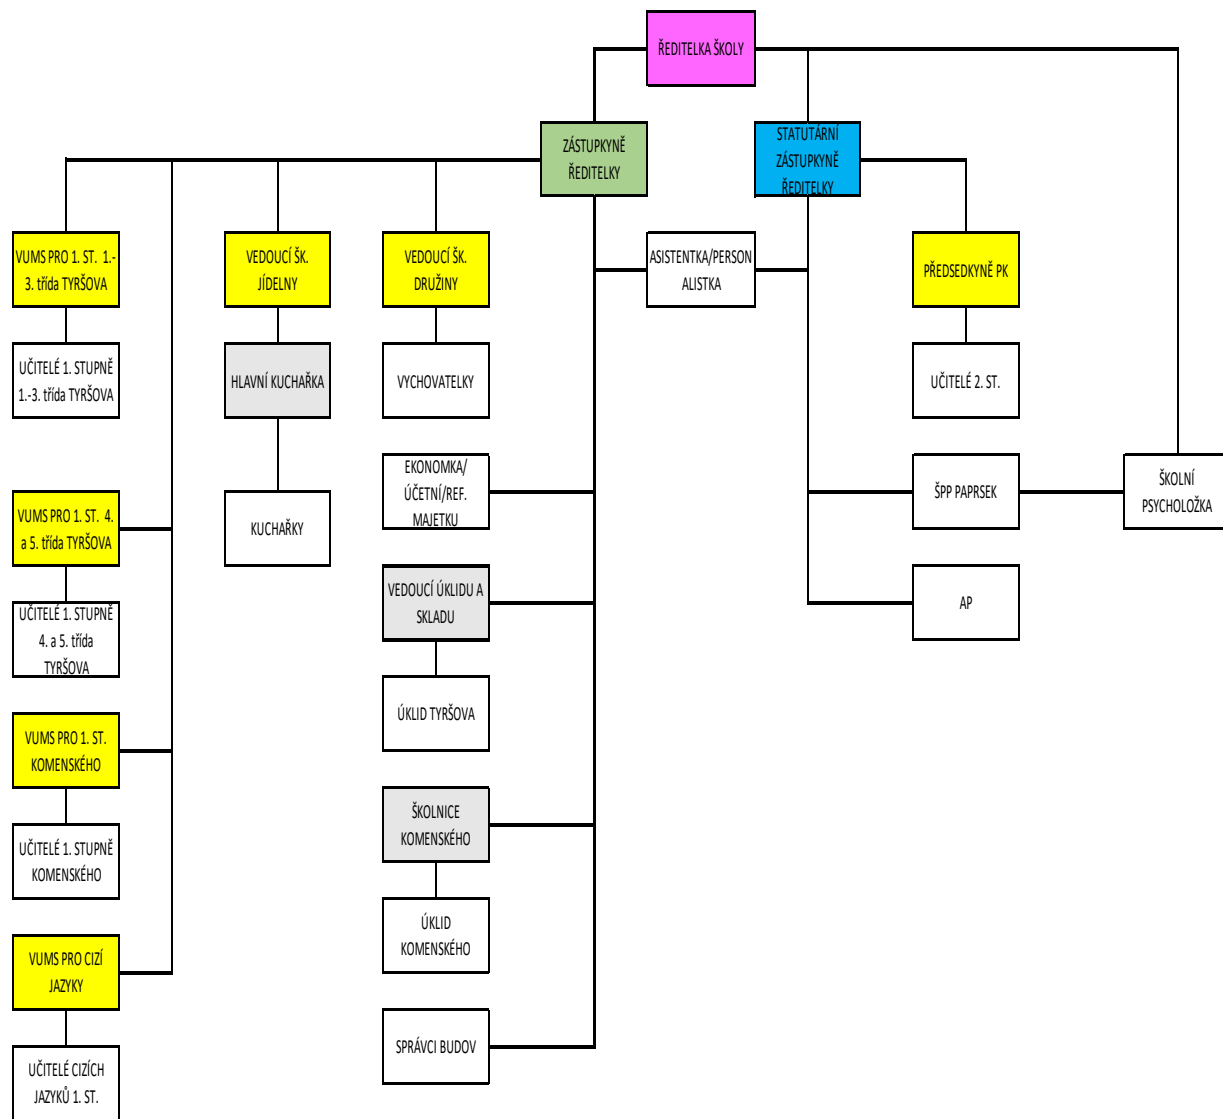 ŘEDITELKA ŠKOLY
ZÁSTUPKYNĚ
ŘEDITELKY
STATUTÁRNÍ
ZÁSTUPKYNĚ
ŘEDITELKY
VUMS PRO 1. ST. 1.-
3. třída TYRŠOVA
VEDOUCÍ ŠK.
JÍDELNY
VEDOUCÍ ŠK.
DRUŽINY
ASISTENTKA/PERSON
ALISTKA
PŘEDSEDKYNĚ PK
UČITELÉ 1. STUPNĚ
1.-3. třída TYRŠOVA
HLAVNÍ KUCHAŘKA
VYCHOVATELKY
UČITELÉ 2. ST.
EKONOMKA/
ÚČETNÍ/REF.
MAJETKU
ŠPP PAPRSEK
ŠKOLNÍ
PSYCHOLOŽKA
VUMS PRO 1. ST. 4.
a 5. třída TYRŠOVA
KUCHAŘKY
VEDOUCÍ ÚKLIDU A
SKLADU
AP
UČITELÉ 1. STUPNĚ
4. a 5. třída
TYRŠOVA
ÚKLID TYRŠOVA
VUMS PRO 1. ST.
KOMENSKÉHO
ŠKOLNICE
KOMENSKÉHO
UČITELÉ 1. STUPNĚ
KOMENSKÉHO
ÚKLID
KOMENSKÉHO
VUMS PRO CIZÍ
JAZYKY
SPRÁVCI BUDOV
UČITELÉ CIZÍCH
JAZYKŮ 1. ST.